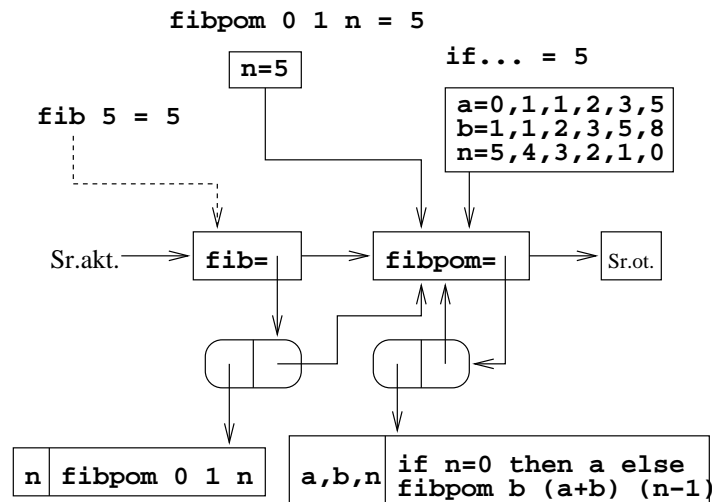 fibpom 0 1 n = 5
n=5
if... = 5
a=0,1,1,2,3,5
b=1,1,2,3,5,8
n=5,4,3,2,1,0
fib 5 = 5
Sr.akt.
fib=
fibpom=
Sr.ot.
n
fibpom 0 1 n
a,b,n
if n=0 then a else
fibpom b (a+b) (n-1)